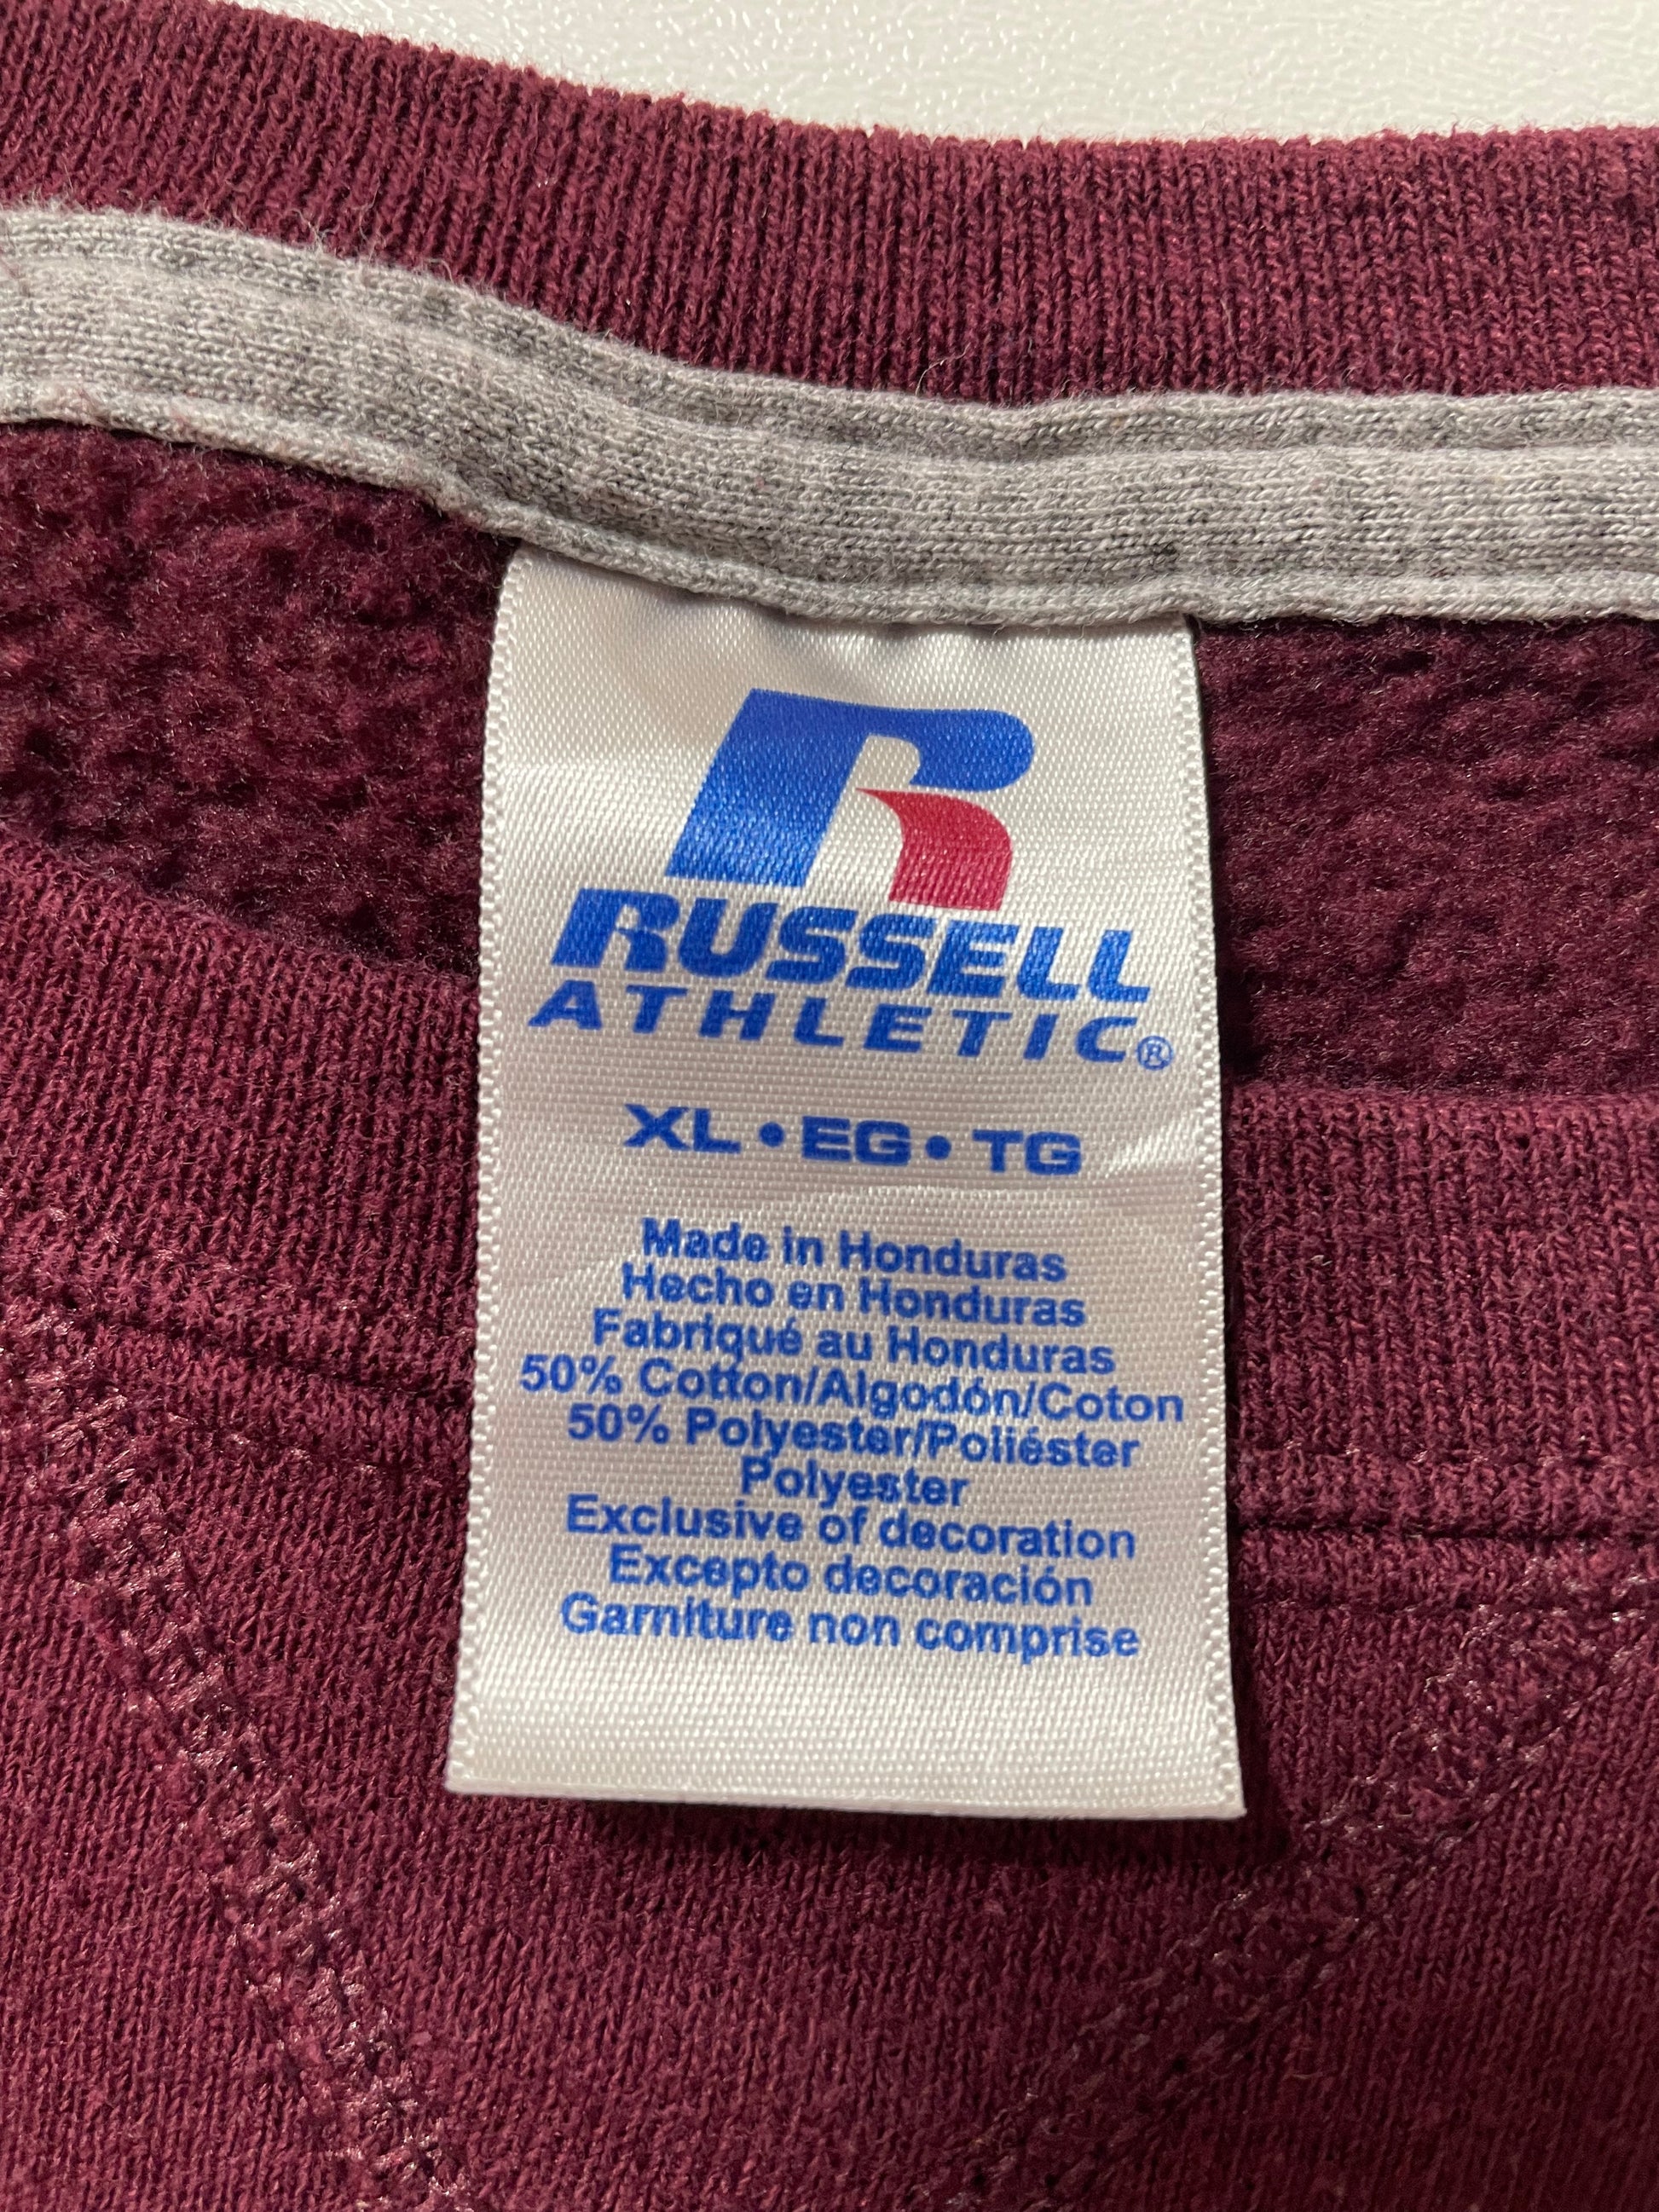 R
RUSSELL
ATHLETIC®
XL•EG•TG
Made in Honduras
Hecho en Honduras
Fabriqué au Honduras
50% Cotton/Algodón/Coton
50% Polyester/Poliéster
Polyester
Exclusive of decoration
Excepto decoración
Garniture non comprise